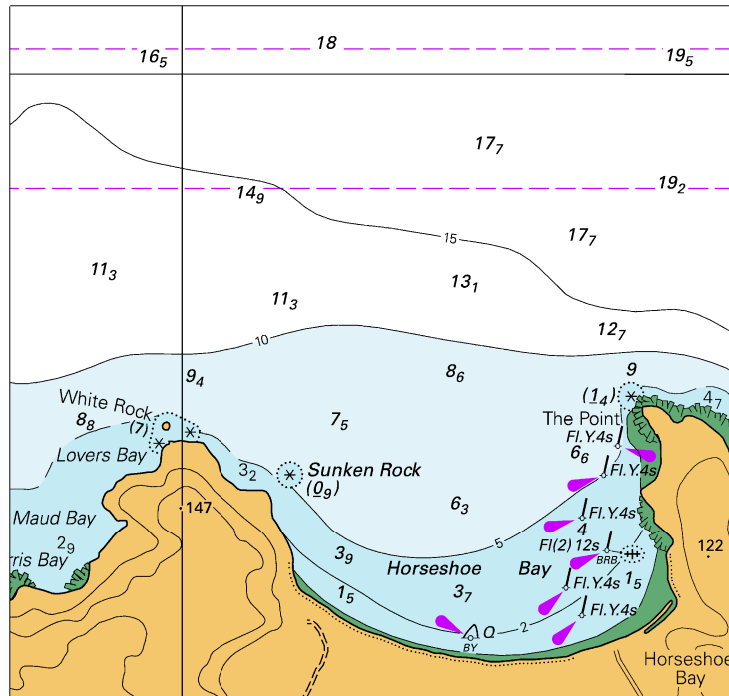 16₅
18
19₅
17₇
14₉
19₂
15
17₇
11₃
11₃
13₁
12₇
10
9₄
8₆
9
White Rock
(7)
8₈
7₅
(1₄)
4₇
The Point
Fl.Y.4s
Lovers Bay
3₂
Sunken Rock
(0₉)
6₆
Fl.Y.4s
147
6₃
Maud Bay
Fl.Y.4s
4
5
2₉
rris Bay
3₉
Fl(2) 12s
BRB
122
Horseshoe Bay
1₅
3₇
Fl.Y.4s
1₅
Fl.Y.4s
Q
2
BY
Horseshoe
Bay